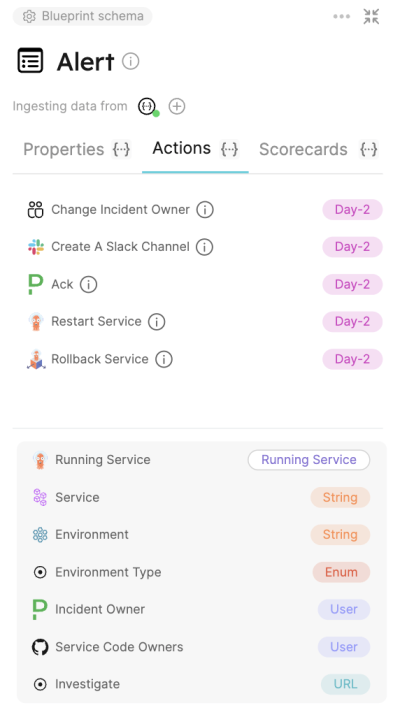 Blueprint schema
Alert
Ingesting data from
Properties {··} Actions {··} Scorecards {··}
Change Incident Owner Day-2
Create A Slack Channel Day-2
Ack Day-2
Restart Service Day-2
Rollback Service Day-2
Running Service Running Service
Service String
Environment String
Environment Type Enum
Incident Owner User
Service Code Owners User
Investigate URL